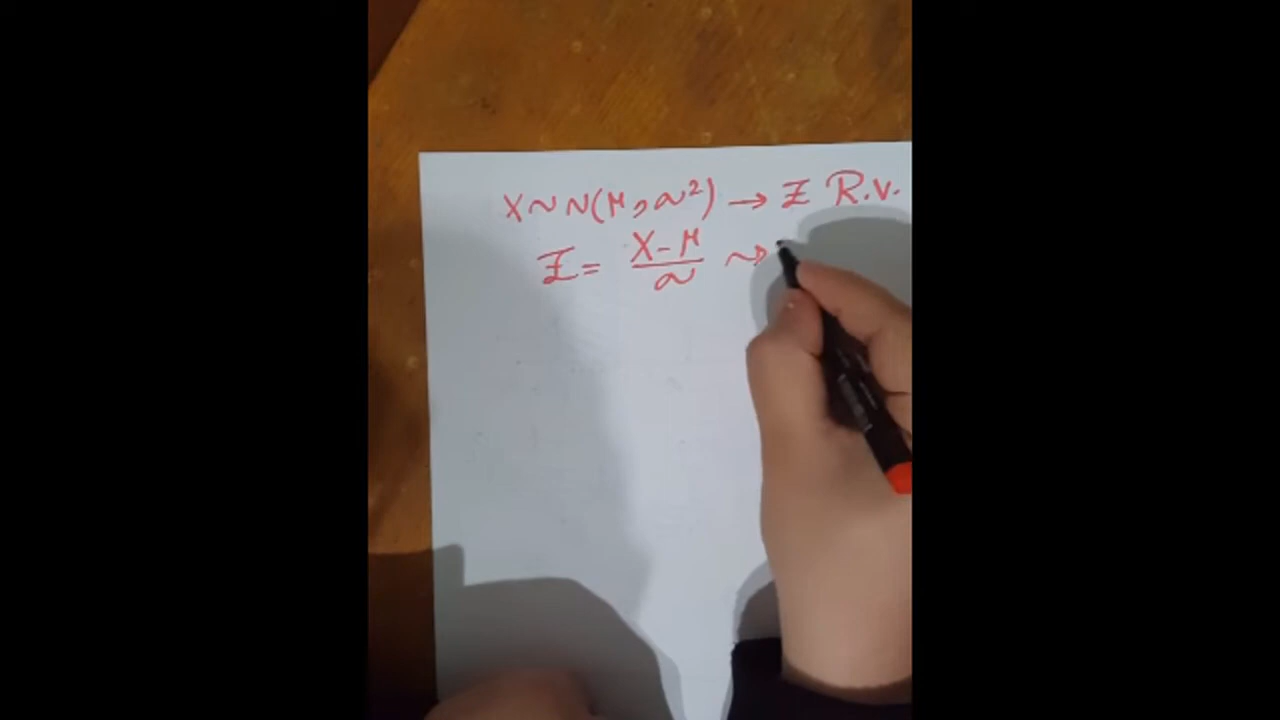 X ~ N(μ, σ²) → Z R.V.
Z = (X - μ)/σ ~>